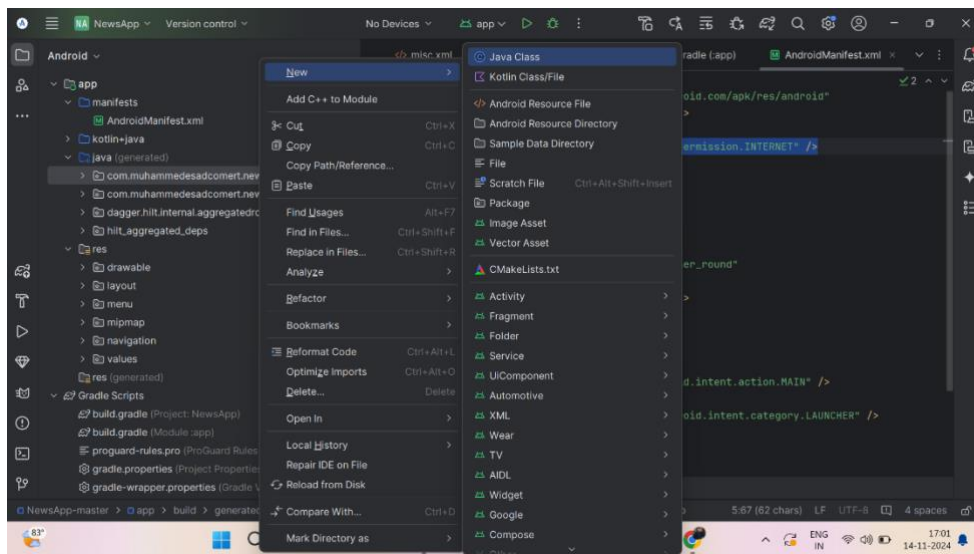 NA NewsApp Version control No Devices app
Android
misc.xml
radle (:app)
AndroidManifest.xml
app
manifests
AndroidManifest.xml
kotlin+java
java (generated)
com.muhammedesadcomert.new
com.muhammedesadcomert.new
dagger.hilt.internal.aggregatedro
hilt_aggregated_deps
res
drawable
layout
menu
mipmap
navigation
values
res (generated)
Gradle Scripts
build.gradle (Project: NewsApp)
build.gradle (Module :app)
proguard-rules.pro (ProGuard Rules
gradle.properties (Project Propertie
gradle-wrapper.properties (Gradle
New
Add C++ to Module
Cut Ctrl+X
Copy Ctrl+C
Copy Path/Reference...
Paste Ctrl+V
Find Usages Alt+F7
Find in Files... Ctrl+Shift+F
Replace in Files... Ctrl+Shift+R
Analyze
Refactor
Bookmarks
Reformat Code Ctrl+Alt+L
Optimize Imports Ctrl+Alt+O
Delete... Delete
Open In
Local History
Repair IDE on File
Reload from Disk
Compare With... Ctrl+D
Mark Directory as
Java Class
Kotlin Class/File
Android Resource File
Android Resource Directory
Sample Data Directory
File
Scratch File Ctrl+Alt+Shift+Insert
Package
Image Asset
Vector Asset
CMakeLists.txt
Activity
Fragment
Folder
Service
UiComponent
Automotive
XML
Wear
TV
AIDL
Widget
Google
Compose
2
oid.com/apk/res/android"
>
ermission.INTERNET" />
er_round"
>
d.intent.action.MAIN" />
oid.intent.category.LAUNCHER" />
NewsApp-master > app > build > generated
5:67 (62 chars) LF UTF-8 4 spaces
83°
ENG
IN
17:01
14-11-2024